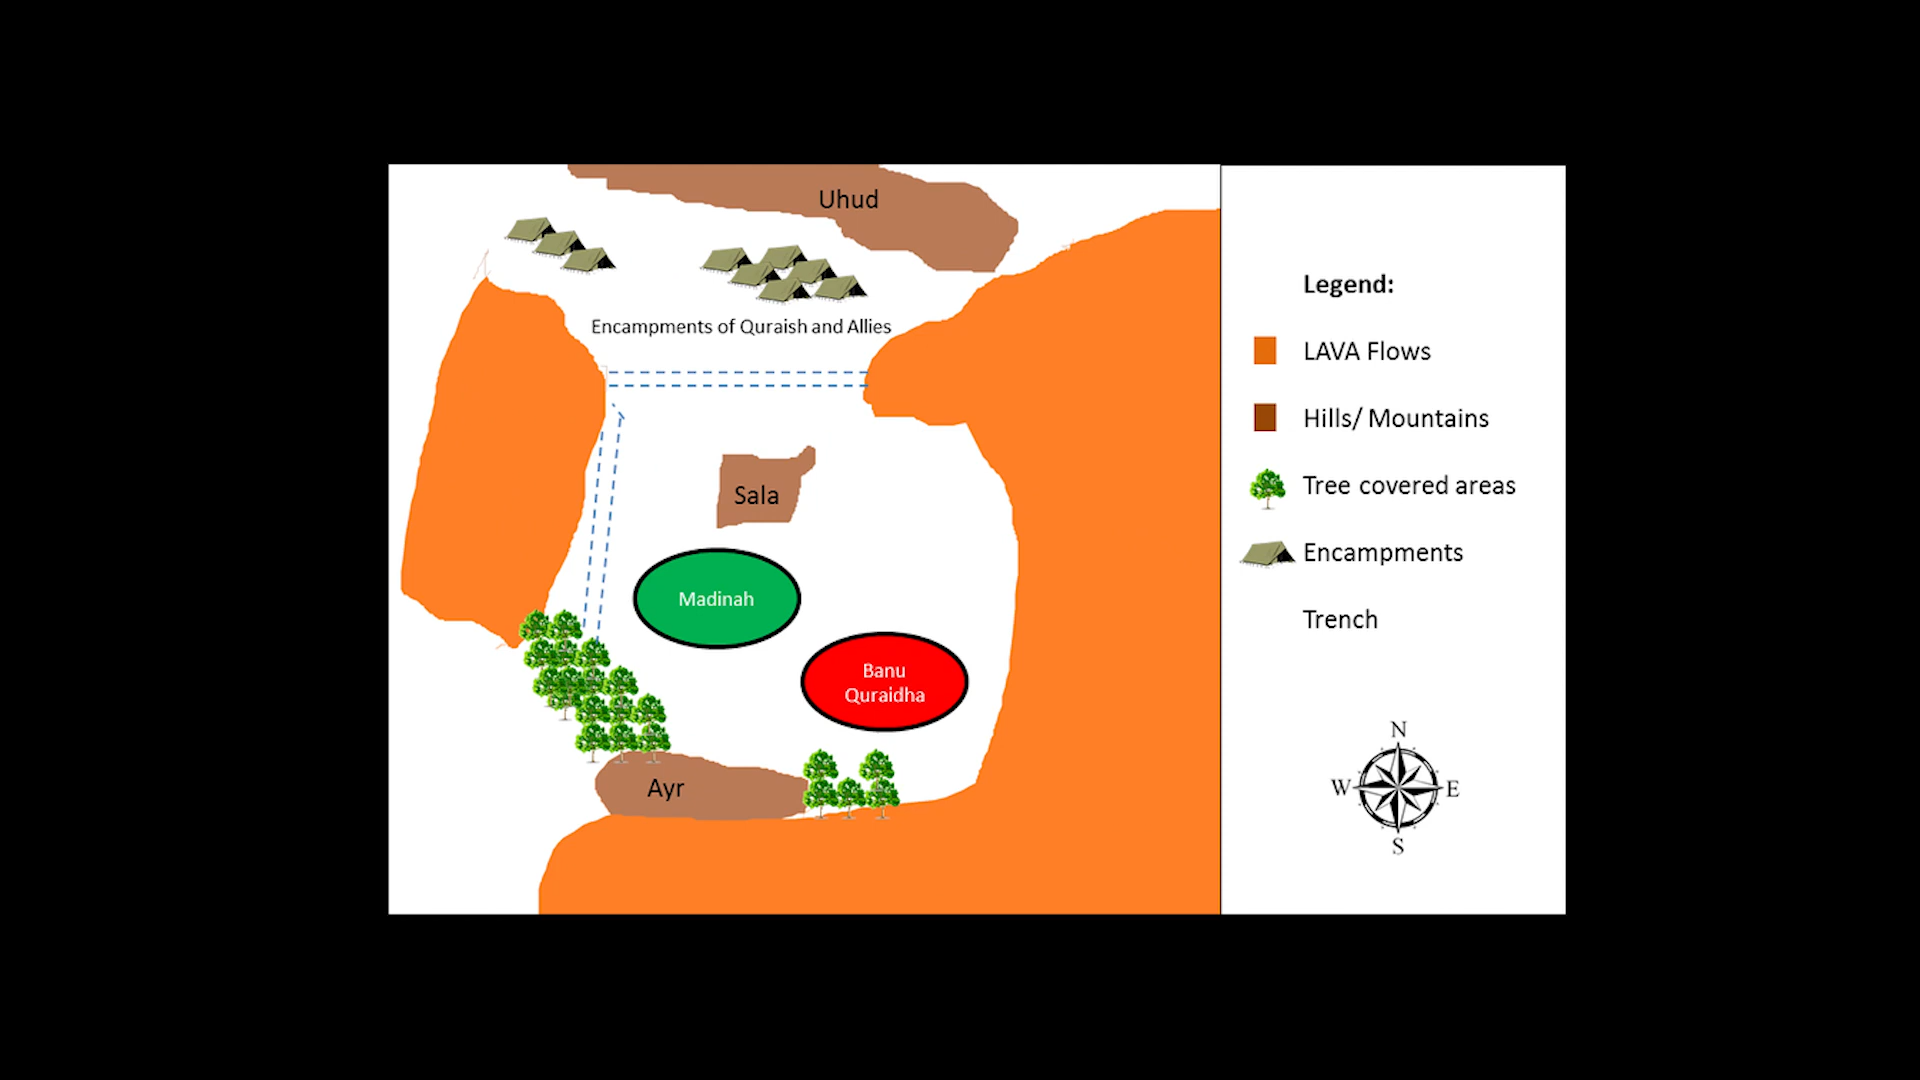 Uhud
Encampments of Quraish and Allies
Sala
Madinah
Banu
Quraidha
Ayr
Legend:
LAVA Flows
Hills/ Mountains
Tree covered areas
Encampments
Trench
N
W
E
S